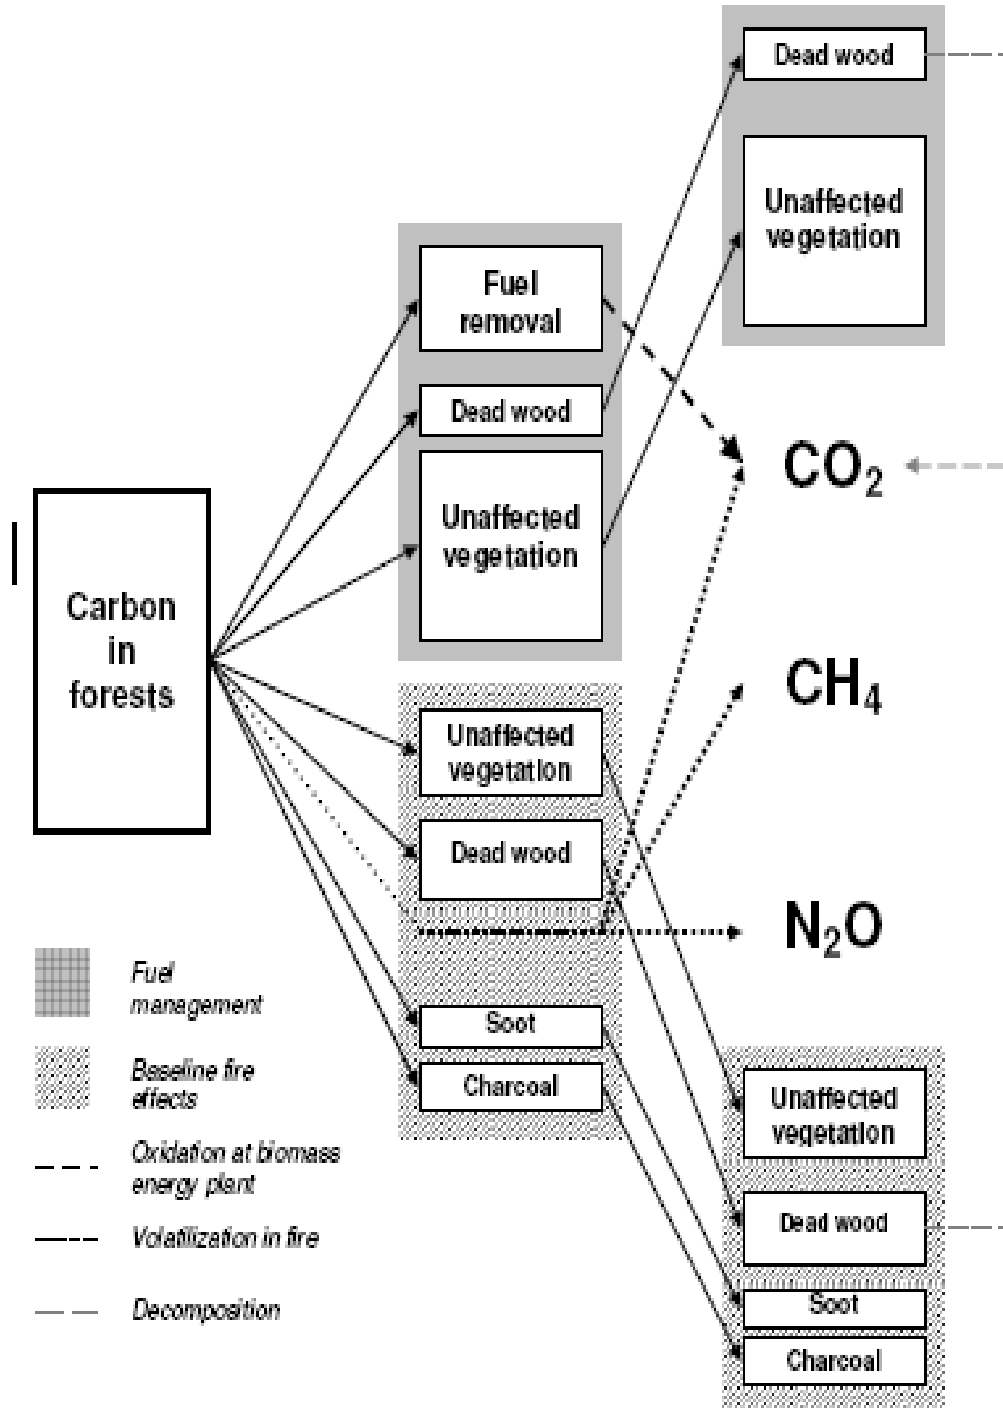 Dead wood
Unaffected
vegetation
Fuel
removal
Dead wood
Unaffected
vegetation
CO₂
Carbon
in
forests
CH₄
Unaffected
vegetation
Dead wood
N₂O
Soot
Charcoal
Unaffected
vegetation
Dead wood
Soot
Charcoal
Fuel
management
Baseline fire
effects
Oxidation at biomass
energy plant
Volatilization in fire
Decomposition